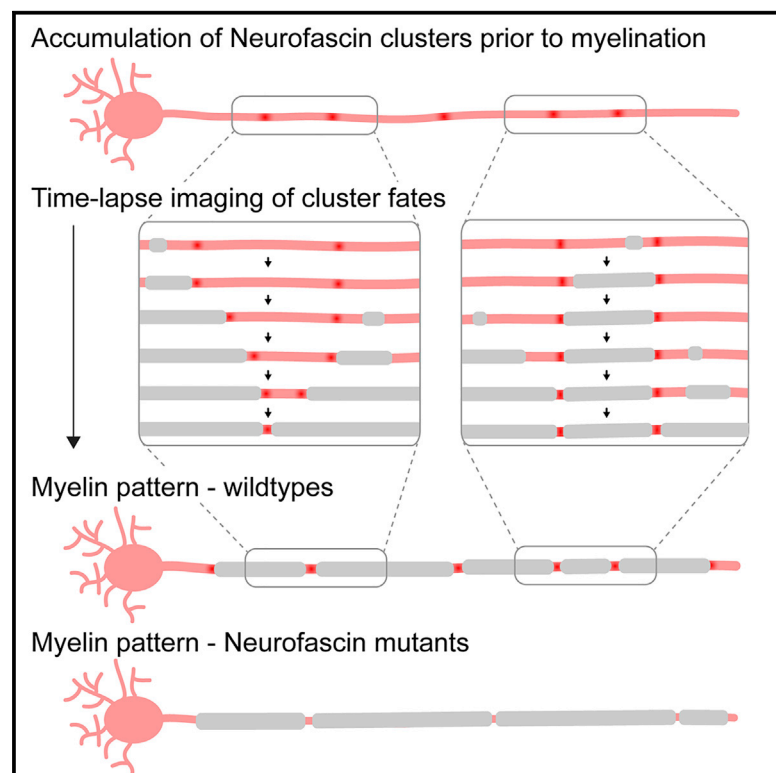 Accumulation of Neurofascin clusters prior to myelination
Time-lapse imaging of cluster fates
Myelin pattern - wildtypes
Myelin pattern - Neurofascin mutants